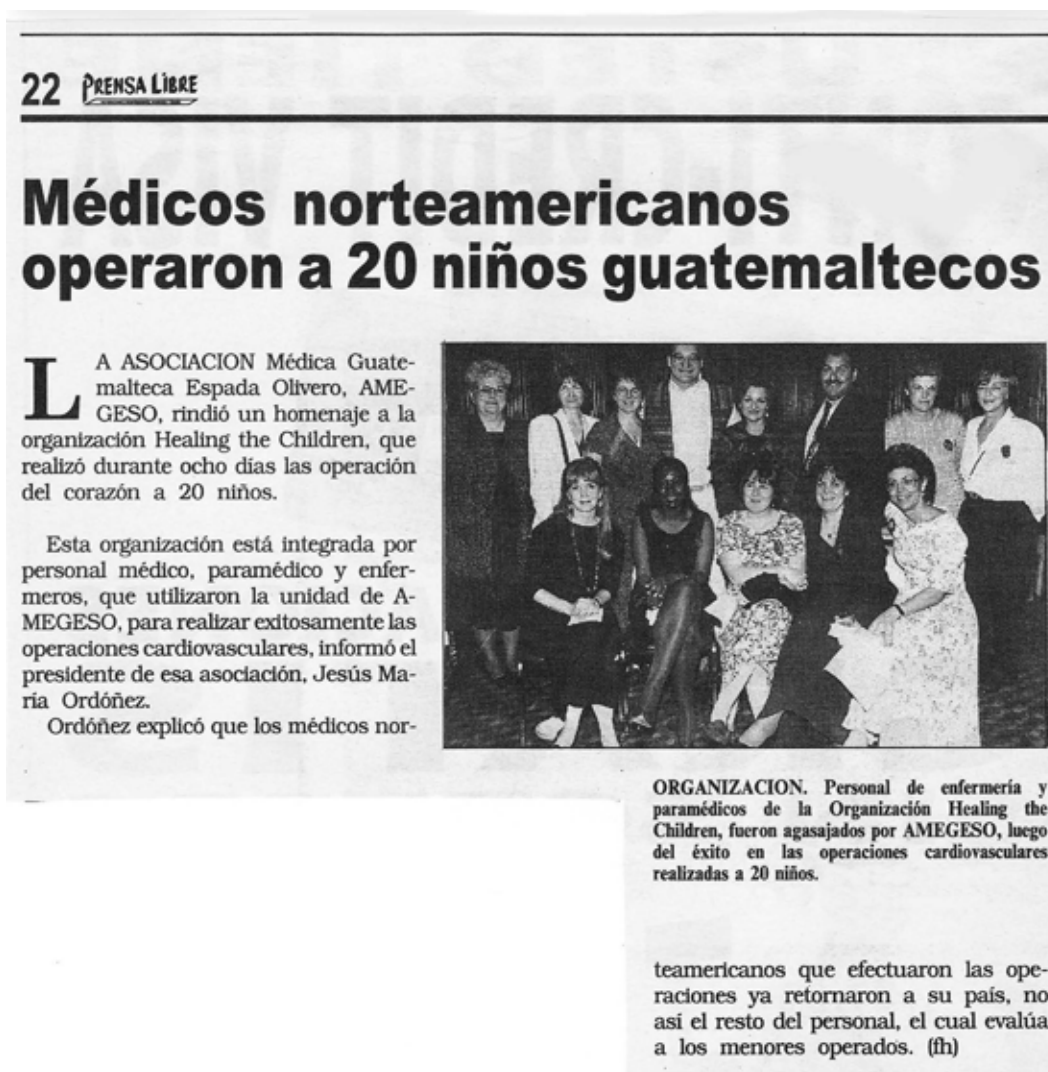 22 PRENSA LIBRE
Médicos norteamericanos
operaron a 20 niños guatemaltecos
LA ASOCIACION Médica Guate-
malteca Espada Olivero, AME-
GESO, rindió un homenaje a la
organización Healing the Children, que
realizó durante ocho días las operación
del corazón a 20 niños.
Esta organización está integrada por
personal médico, paramédico y enfer-
meros, que utilizaron la unidad de A-
MEGESO, para realizar exitosamente las
operaciones cardiovasculares, informó el
presidente de esa asociación, Jesús Ma-
ría Ordóñez.
Ordóñez explicó que los médicos nor-
ORGANIZACION. Personal de enfermería y
paramédicos de la Organización Healing the
Children, fueron agasajados por AMEGESO, luego
del éxito en las operaciones cardiovasculares
realizadas a 20 niños.
teamericanos que efectuaron las ope-
raciones ya retornaron a su país, no
así el resto del personal, el cual evalúa
a los menores operados. (fh)